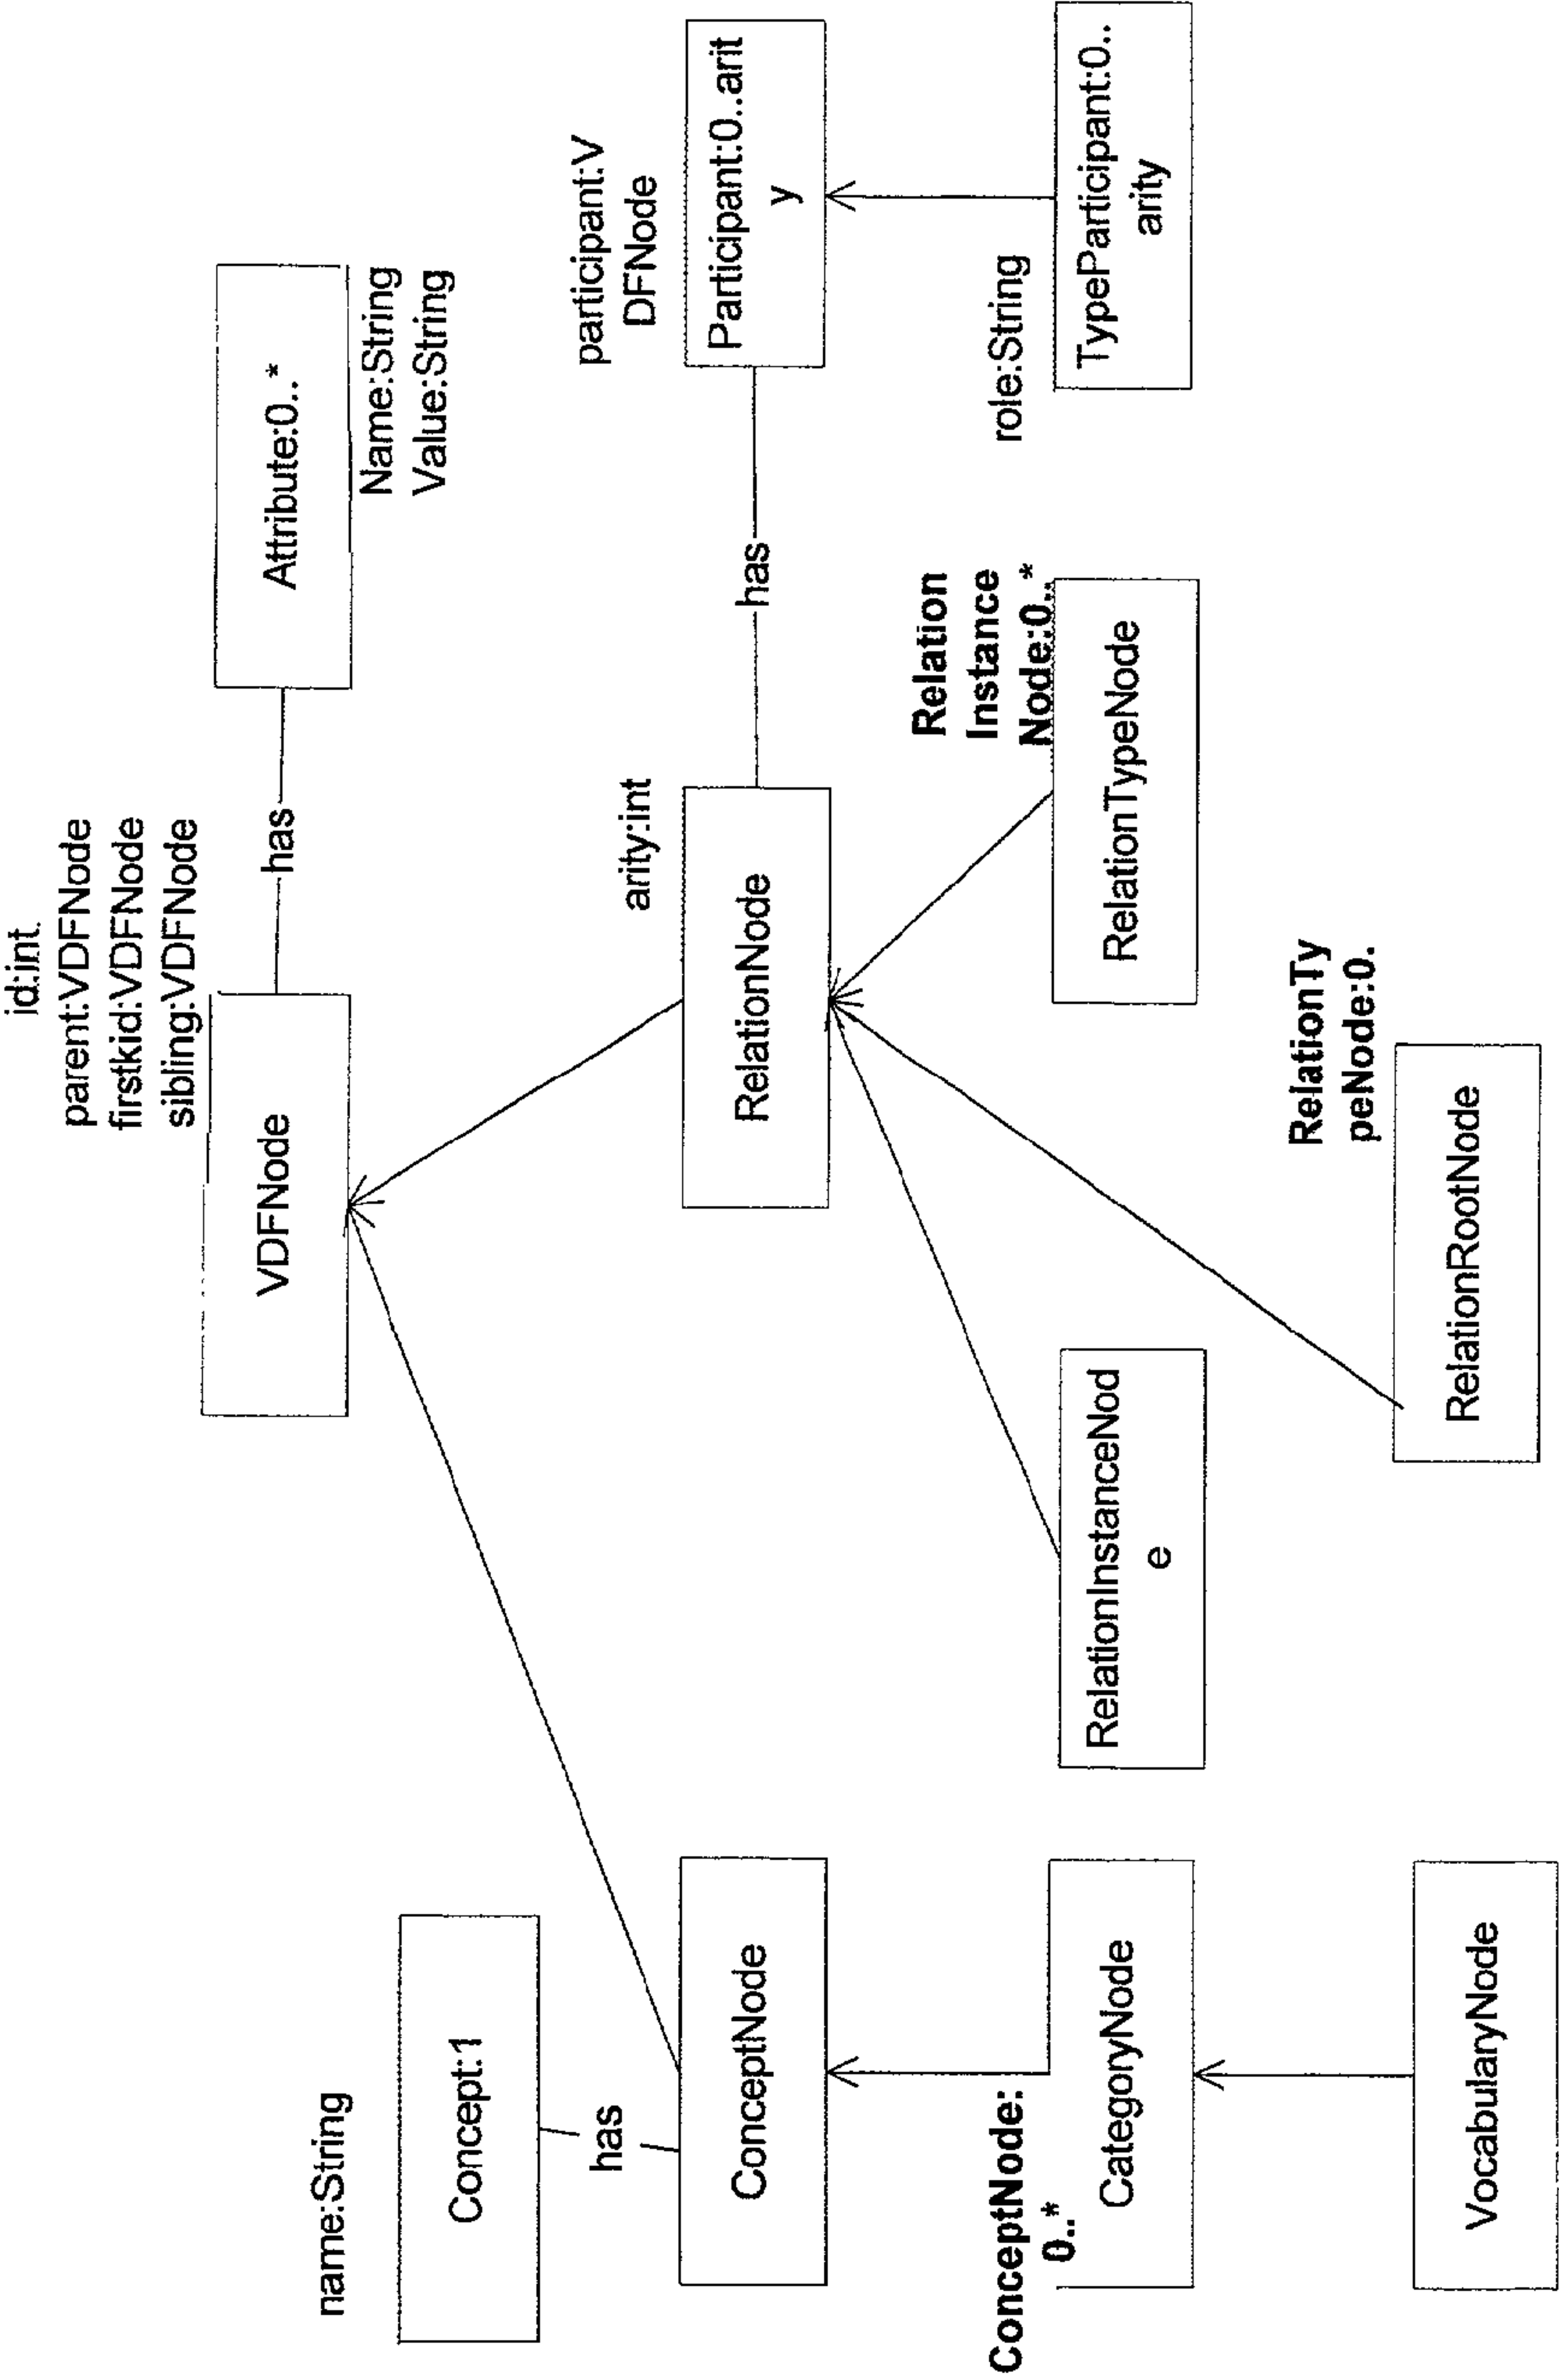 id:int.
parent:VDFNode
firstkid:VDFNode
sibling:VDFNode
VDFNode
has
Attribute:0..*
Name:String
Value:String
name:String
Concept:1
has
ConceptNode
arity:int
RelationNode
has
participant:V
DFNode
Participant:0..arit
y
ConceptNode:
0..*
CategoryNode
RelationInstanceNod
e
Relation
Instance
Node:0..*
RelationTypeNode
role:String
TypeParticipant:0..
arity
VocabularyNode
RelationTy
peNode:0.
RelationRootNode